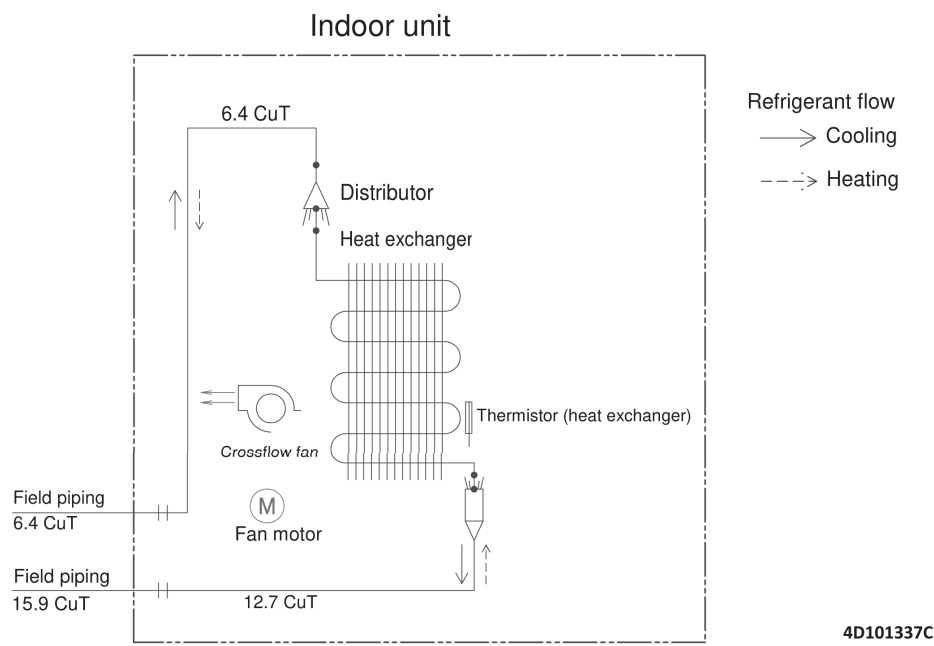 Indoor unit
6.4 CuT
Refrigerant flow
Cooling
Heating
Distributor
Heat exchanger
Thermistor (heat exchanger)
Crossflow fan
M
Fan motor
Field piping
6.4 CuT
Field piping
15.9 CuT
12.7 CuT
4D101337C